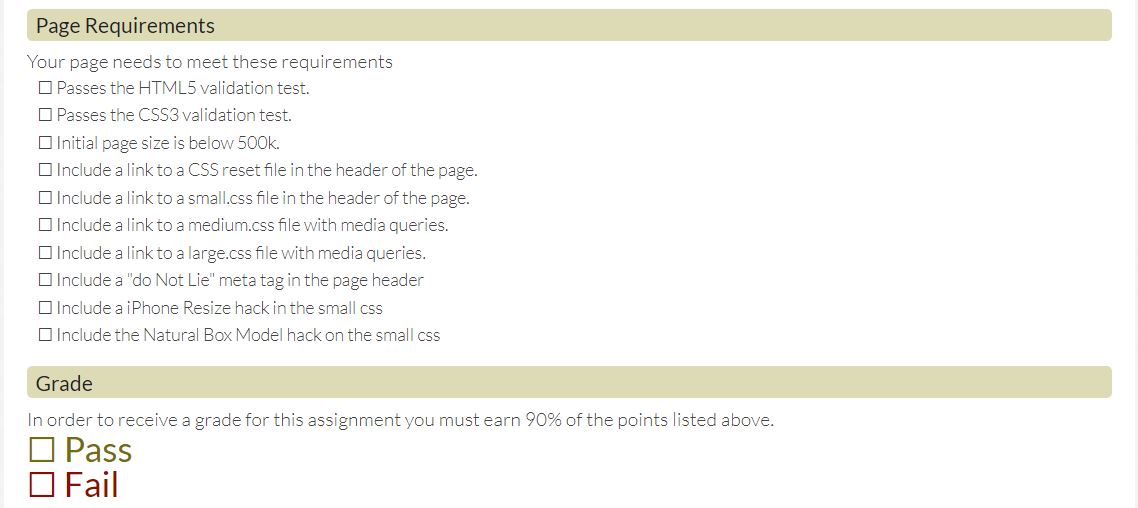 Page Requirements
Your page needs to meet these requirements
☐ Passes the HTML5 validation test.
☐ Passes the CSS3 validation test.
☐ Initial page size is below 500k.
☐ Include a link to a CSS reset file in the header of the page.
☐ Include a link to a small.css file in the header of the page.
☐ Include a link to a medium.css file with media queries.
☐ Include a link to a large.css file with media queries.
☐ Include a "do Not Lie" meta tag in the page header
☐ Include a iPhone Resize hack in the small css
☐ Include the Natural Box Model hack on the small css
Grade
In order to receive a grade for this assignment you must earn 90% of the points listed above.
☐ Pass
☐ Fail